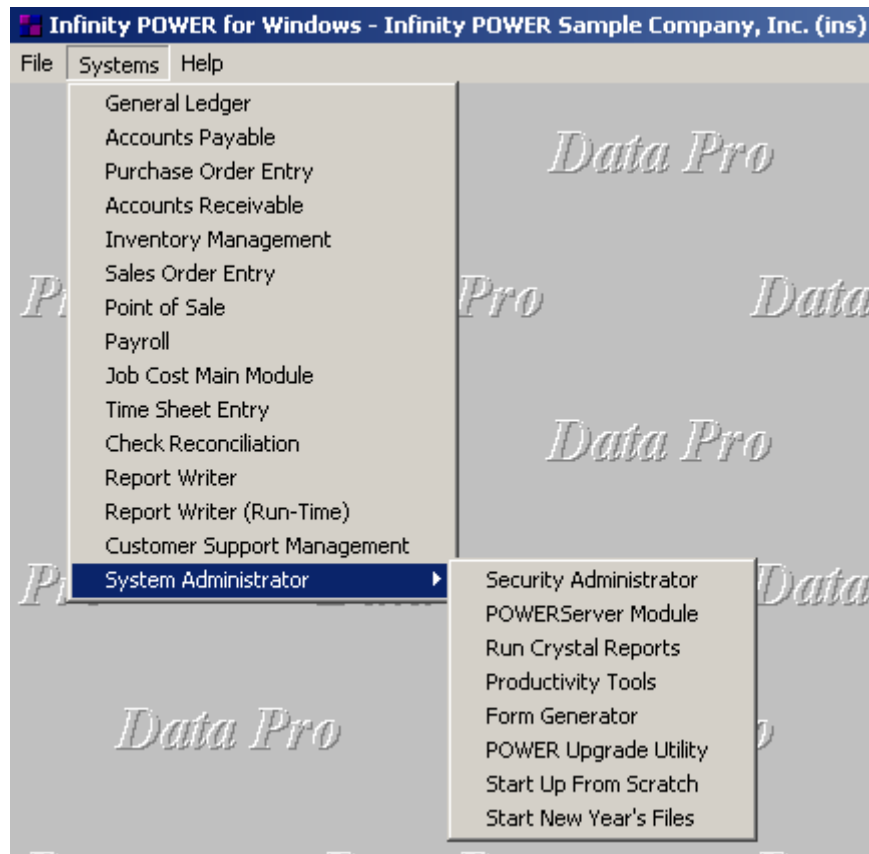 Infinity POWER for Windows - Infinity POWER Sample Company, Inc. (ins)
File Systems Help
General Ledger
Accounts Payable
Purchase Order Entry
Accounts Receivable
Inventory Management
Sales Order Entry
Point of Sale
Payroll
Job Cost Main Module
Time Sheet Entry
Check Reconciliation
Report Writer
Report Writer (Run-Time)
Customer Support Management
System Administrator
Security Administrator
POWERServer Module
Run Crystal Reports
Productivity Tools
Form Generator
POWER Upgrade Utility
Start Up From Scratch
Start New Year's Files
Data Pro
Pro Data
Data Pro
Data
Data Pro